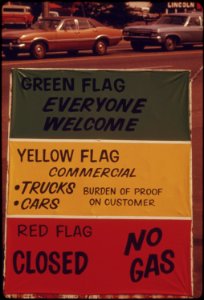 LINCOLN
GREEN FLAG
EVERYONE
WELCOME
YELLOW FLAG
COMMERCIAL
•TRUCKS BURDEN OF PROOF
•CARS ON CUSTOMER
RED FLAG
CLOSED
NO
GAS